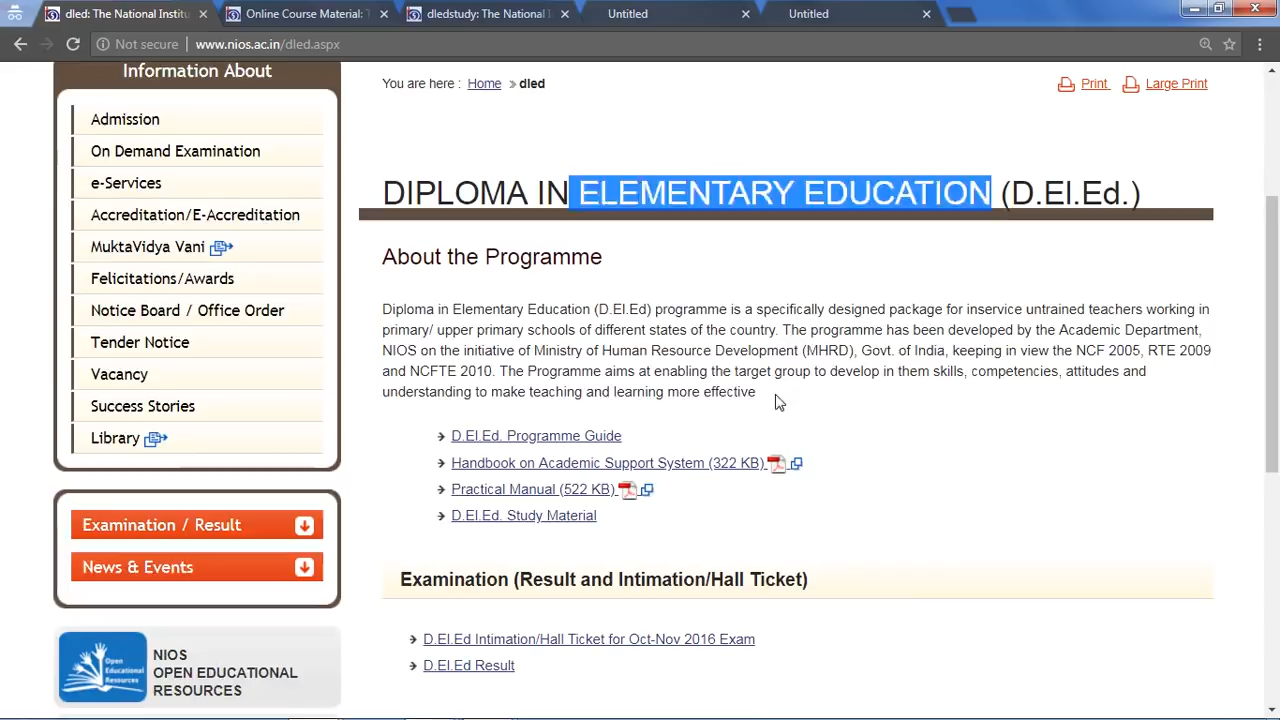 dled: The National Institu
Online Course Material: T
dledstudy: The National I
Untitled
Untitled
Not secure
www.nios.ac.in/dled.aspx
Information About
Admission
On Demand Examination
e-Services
Accreditation/E-Accreditation
MuktaVidya Vani
Felicitations/Awards
Notice Board / Office Order
Tender Notice
Vacancy
Success Stories
Library
Examination / Result
News & Events
Open Educational Resources
NIOS
OPEN EDUCATIONAL
RESOURCES
You are here : Home » dled
Print
Large Print
DIPLOMA IN ELEMENTARY EDUCATION (D.El.Ed.)
About the Programme
Diploma in Elementary Education (D.El.Ed) programme is a specifically designed package for inservice untrained teachers working in
primary/ upper primary schools of different states of the country. The programme has been developed by the Academic Department,
NIOS on the initiative of Ministry of Human Resource Development (MHRD), Govt. of India, keeping in view the NCF 2005, RTE 2009
and NCFTE 2010. The Programme aims at enabling the target group to develop in them skills, competencies, attitudes and
understanding to make teaching and learning more effective
D.El.Ed. Programme Guide
Handbook on Academic Support System (322 KB)
Practical Manual (522 KB)
D.El.Ed. Study Material
Examination (Result and Intimation/Hall Ticket)
D.El.Ed Intimation/Hall Ticket for Oct-Nov 2016 Exam
D.El.Ed Result